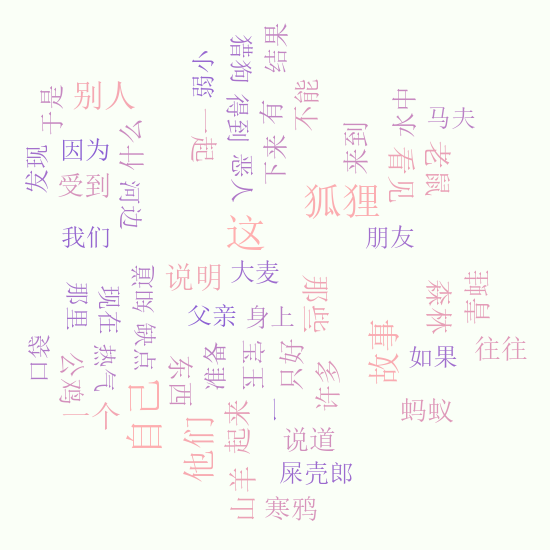 结果
猎狗
弱小
得到
有
不能
别人
于是
水中
马夫
一起
什么
来到
因为
下来
恶人
看见
老鼠
发现
受到
河边
狐狸
这
我们
朋友
说明
大麦
知道
那里
现在
父亲
身上
那些
森林
青蛙
口袋
公鸡
热气
缺点
东西
准备
宝玉
只好
故事
如果
往往
许多
一个
自己
他们
起来
一
蚂蚁
说道
屎壳郎
山羊
寒鸦